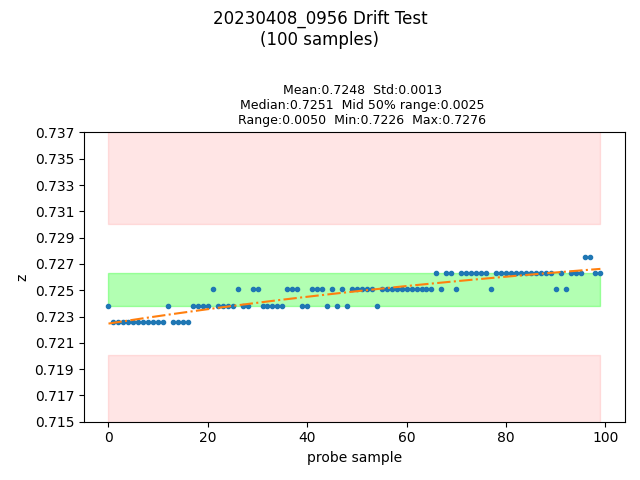 20230408_0956 Drift Test
(100 samples)
Mean:0.7248  Std:0.0013
Median:0.7251  Mid 50% range:0.0025
Range:0.0050  Min:0.7226  Max:0.7276
0.737
0.735
0.733
0.731
0.729
0.727
0.725
0.723
0.721
0.719
0.717
0.715
z
0 20 40 60 80 100
probe sample